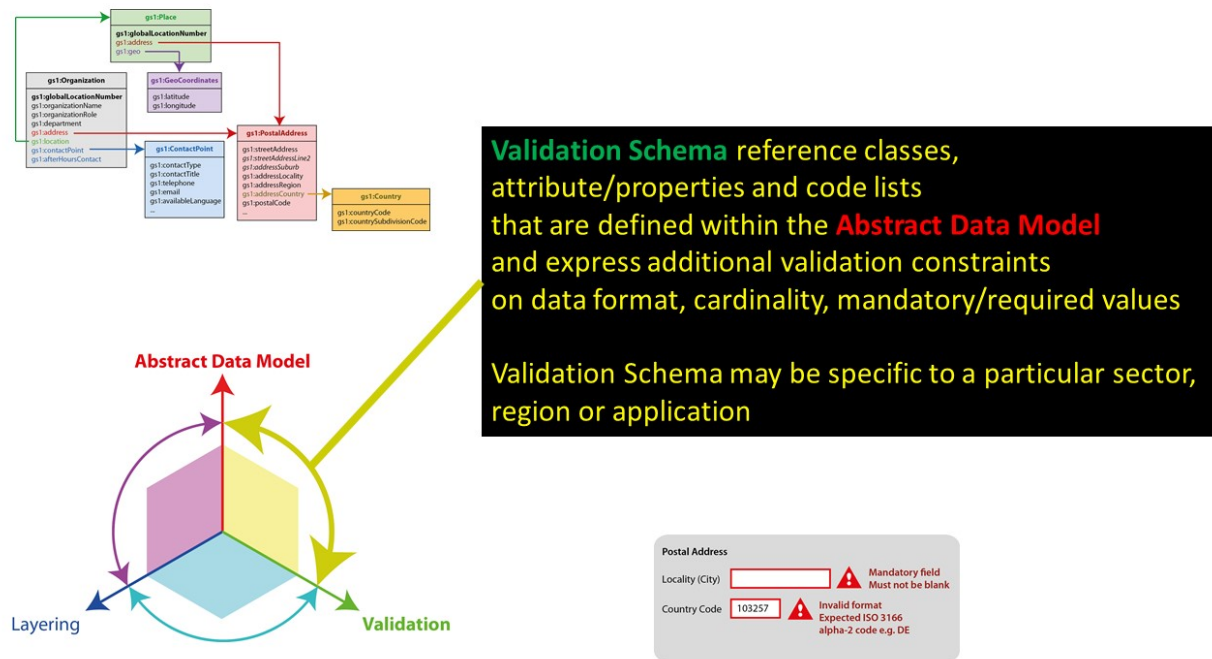 gs1:Place
gs1:globalLocationNumber
gs1:address
gs1:geo
gs1:Organization
gs1:globalLocationNumber
gs1:organizationName
gs1:organizationRole
gs1:department
gs1:address
gs1:location
gs1:contactPoint
gs1:afterHoursContact
gs1:GeoCoordinates
gs1:latitude
gs1:longitude
gs1:ContactPoint
gs1:contactType
gs1:contactTitle
gs1:telephone
gs1:email
gs1:availableLanguage
...
gs1:PostalAddress
gs1:streetAddress
gs1:streetAddressLine2
gs1:addressSuburb
gs1:addressLocality
gs1:addressRegion
gs1:addressCountry
gs1:postalCode
...
gs1:Country
gs1:countryCode
gs1:countrySubdivisionCode
Validation Schema reference classes,
attribute/properties and code lists
that are defined within the Abstract Data Model
and express additional validation constraints
on data format, cardinality, mandatory/required values
Validation Schema may be specific to a particular sector,
region or application
Abstract Data Model
Layering
Validation
Postal Address
Locality (City)
Mandatory field
Must not be blank
Country Code
103257
Invalid format
Expected ISO 3166
alpha-2 code e.g. DE